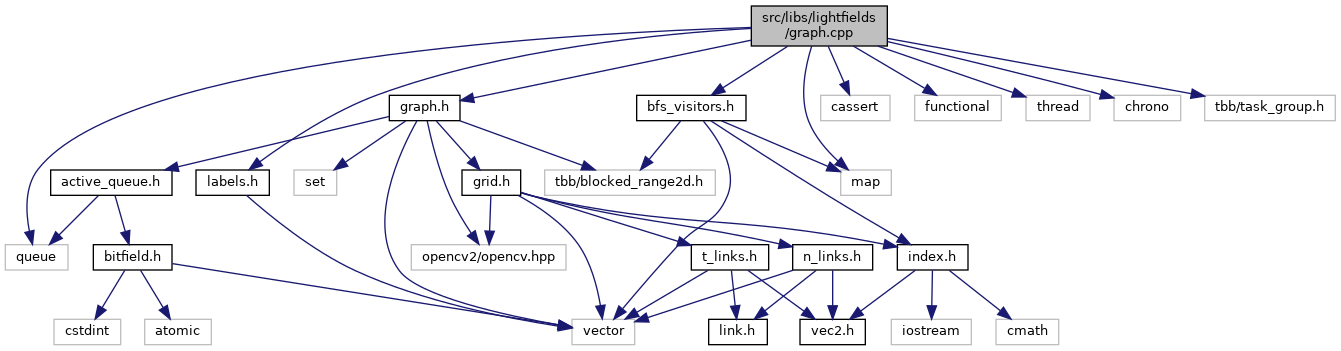 src/libs/lightfields
/graph.cpp
graph.h
bfs_visitors.h
cassert
functional
thread
chrono
tbb/task_group.h
active_queue.h
labels.h
set
grid.h
tbb/blocked_range2d.h
map
queue
bitfield.h
opencv2/opencv.hpp
t_links.h
n_links.h
index.h
cstdint
atomic
vector
link.h
vec2.h
iostream
cmath